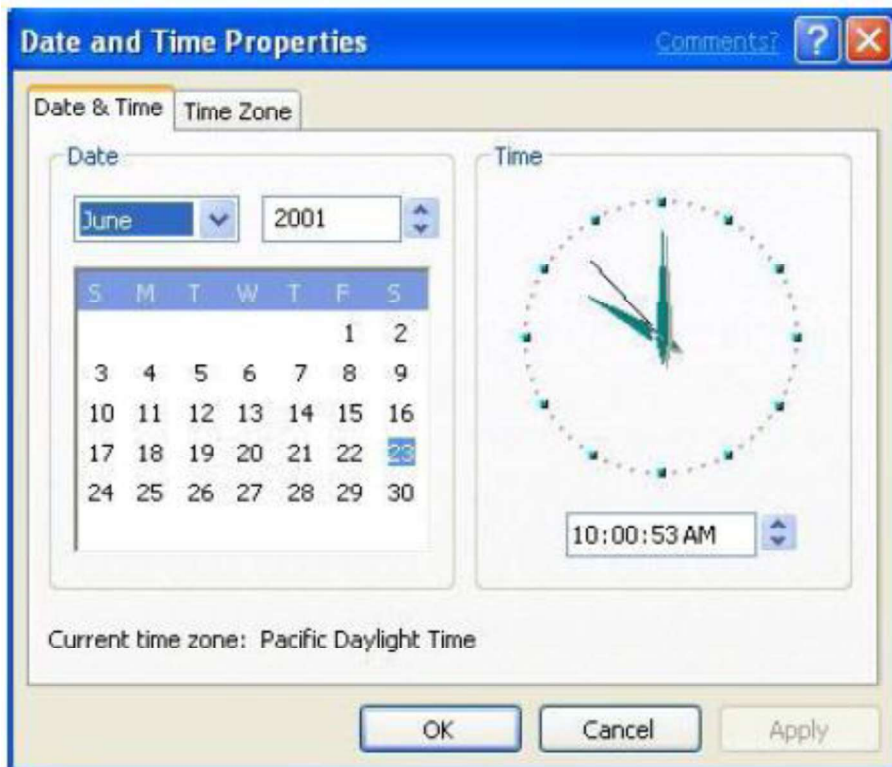 Date and Time Properties Comments?
Date & Time Time Zone
Date
June 2001
S M T W T F S
1 2
3 4 5 6 7 8 9
10 11 12 13 14 15 16
17 18 19 20 21 22 23
24 25 26 27 28 29 30
Time
10:00:53 AM
Current time zone: Pacific Daylight Time
OK Cancel Apply